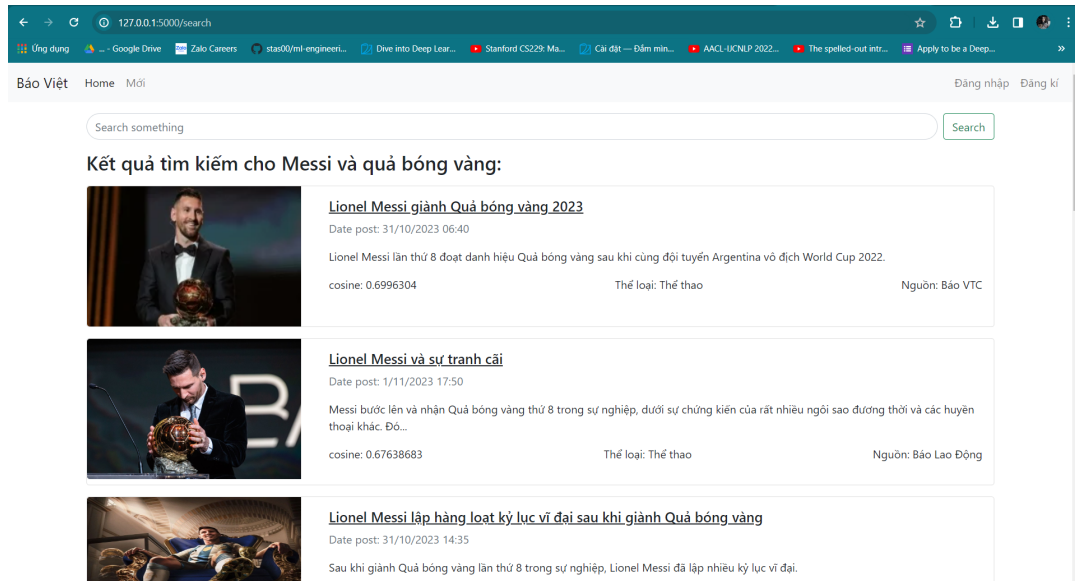 127.0.0.1:5000/search
Ứng dụng ... - Google Drive Zalo Careers stas00/ml-engineeri... Dive into Deep Lear... Stanford CS229: Ma... Cài đặt — Đắm mìn... AACL-IJCNLP 2022... The spelled-out intr... Apply to be a Deep... »
Báo Việt Home Mới Đăng nhập Đăng kí
Search something Search
Kết quả tìm kiếm cho Messi và quả bóng vàng:
Lionel Messi giành Quả bóng vàng 2023
Date post: 31/10/2023 06:40
Lionel Messi lần thứ 8 đoạt danh hiệu Quả bóng vàng sau khi cùng đội tuyển Argentina vô địch World Cup 2022.
cosine: 0.6996304 Thể loại: Thể thao Nguồn: Báo VTC
Lionel Messi và sự tranh cãi
Date post: 1/11/2023 17:50
Messi bước lên và nhận Quả bóng vàng thứ 8 trong sự nghiệp, dưới sự chứng kiến của rất nhiều ngôi sao đương thời và các huyền
thoại khác. Đó...
cosine: 0.67638683 Thể loại: Thể thao Nguồn: Báo Lao Động
Lionel Messi lập hàng loạt kỷ lục vĩ đại sau khi giành Quả bóng vàng
Date post: 31/10/2023 14:35
Sau khi giành Quả bóng vàng lần thứ 8 trong sự nghiệp, Lionel Messi đã lập nhiều kỷ lục vĩ đại.